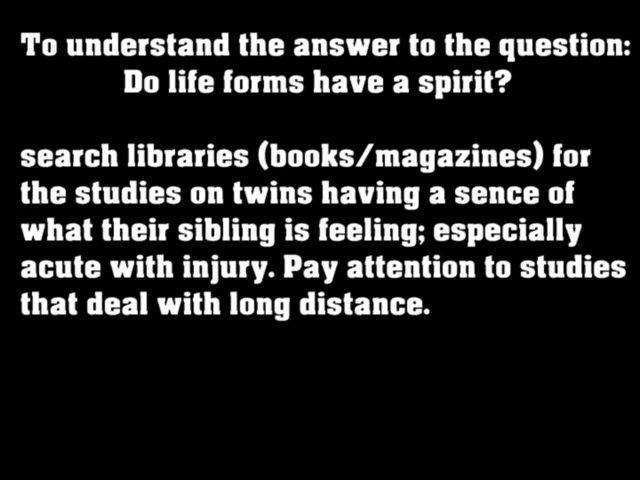 To understand the answer to the question:
Do life forms have a spirit?
search libraries (books/magazines) for
the studies on twins having a sence of
what their sibling is feeling; especially
acute with injury. Pay attention to studies
that deal with long distance.